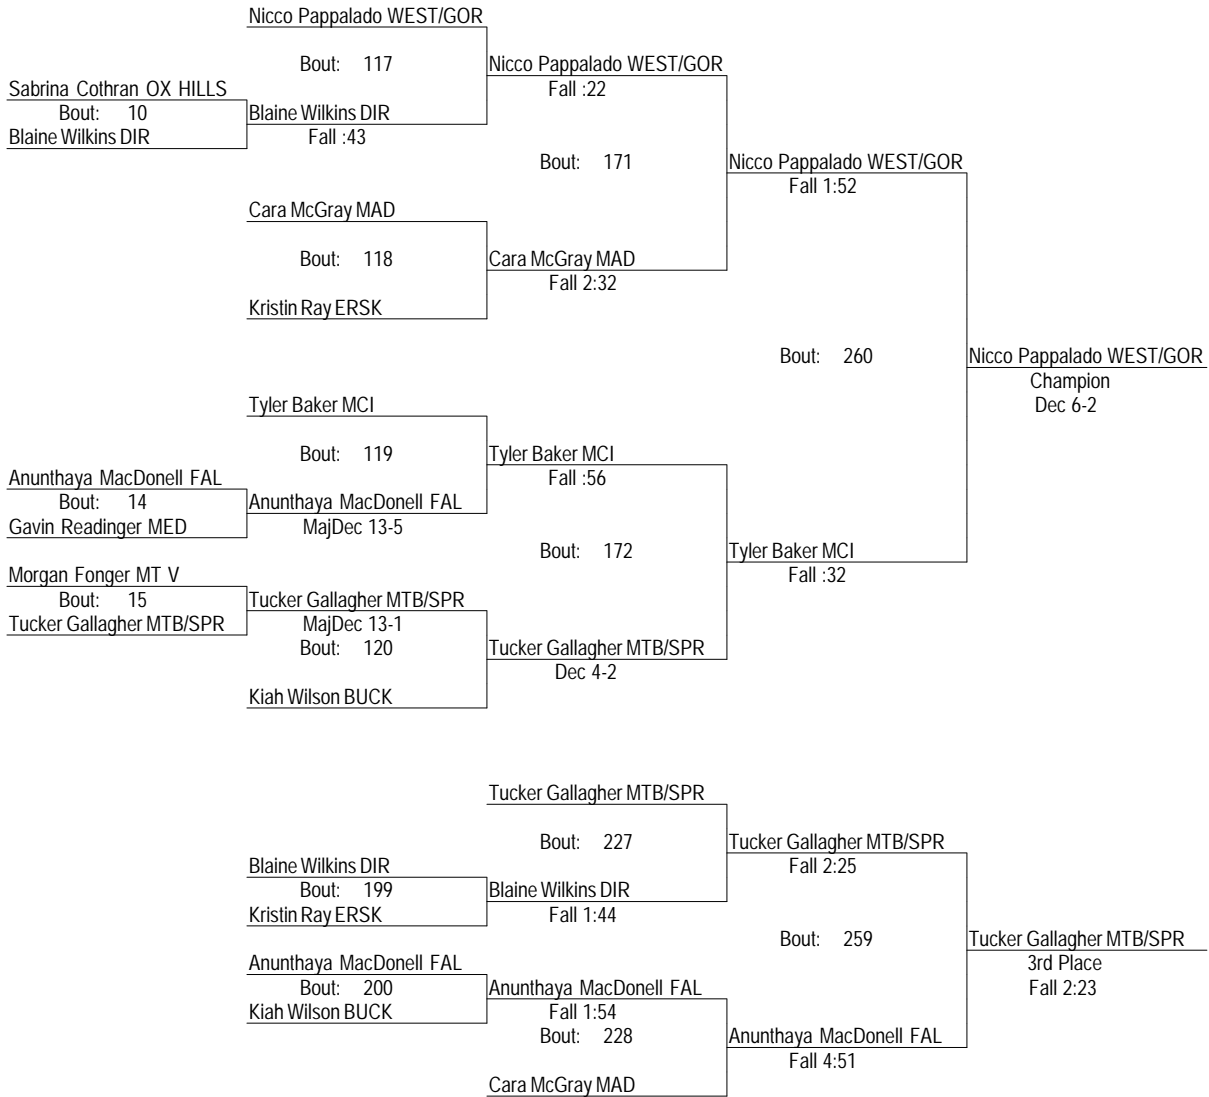 Nicco Pappalado WEST/GOR
Bout: 117
Nicco Pappalado WEST/GOR
Fall :22
Sabrina Cothran OX HILLS
Bout: 10
Blaine Wilkins DIR
Blaine Wilkins DIR
Fall :43
Bout: 171
Nicco Pappalado WEST/GOR
Fall 1:52
Cara McGray MAD
Bout: 118
Cara McGray MAD
Fall 2:32
Kristin Ray ERSK
Bout: 260
Nicco Pappalado WEST/GOR
Champion
Dec 6-2
Tyler Baker MCI
Bout: 119
Tyler Baker MCI
Fall :56
Anunthaya MacDonell FAL
Bout: 14
Anunthaya MacDonell FAL
Gavin Readinger MED
MajDec 13-5
Bout: 172
Tyler Baker MCI
Fall :32
Morgan Fonger MT V
Bout: 15
Tucker Gallagher MTB/SPR
Tucker Gallagher MTB/SPR
MajDec 13-1
Bout: 120
Tucker Gallagher MTB/SPR
Dec 4-2
Kiah Wilson BUCK
Tucker Gallagher MTB/SPR
Bout: 227
Tucker Gallagher MTB/SPR
Fall 2:25
Blaine Wilkins DIR
Bout: 199
Blaine Wilkins DIR
Kristin Ray ERSK
Fall 1:44
Bout: 259
Tucker Gallagher MTB/SPR
3rd Place
Fall 2:23
Anunthaya MacDonell FAL
Bout: 200
Anunthaya MacDonell FAL
Kiah Wilson BUCK
Fall 1:54
Bout: 228
Anunthaya MacDonell FAL
Fall 4:51
Cara McGray MAD